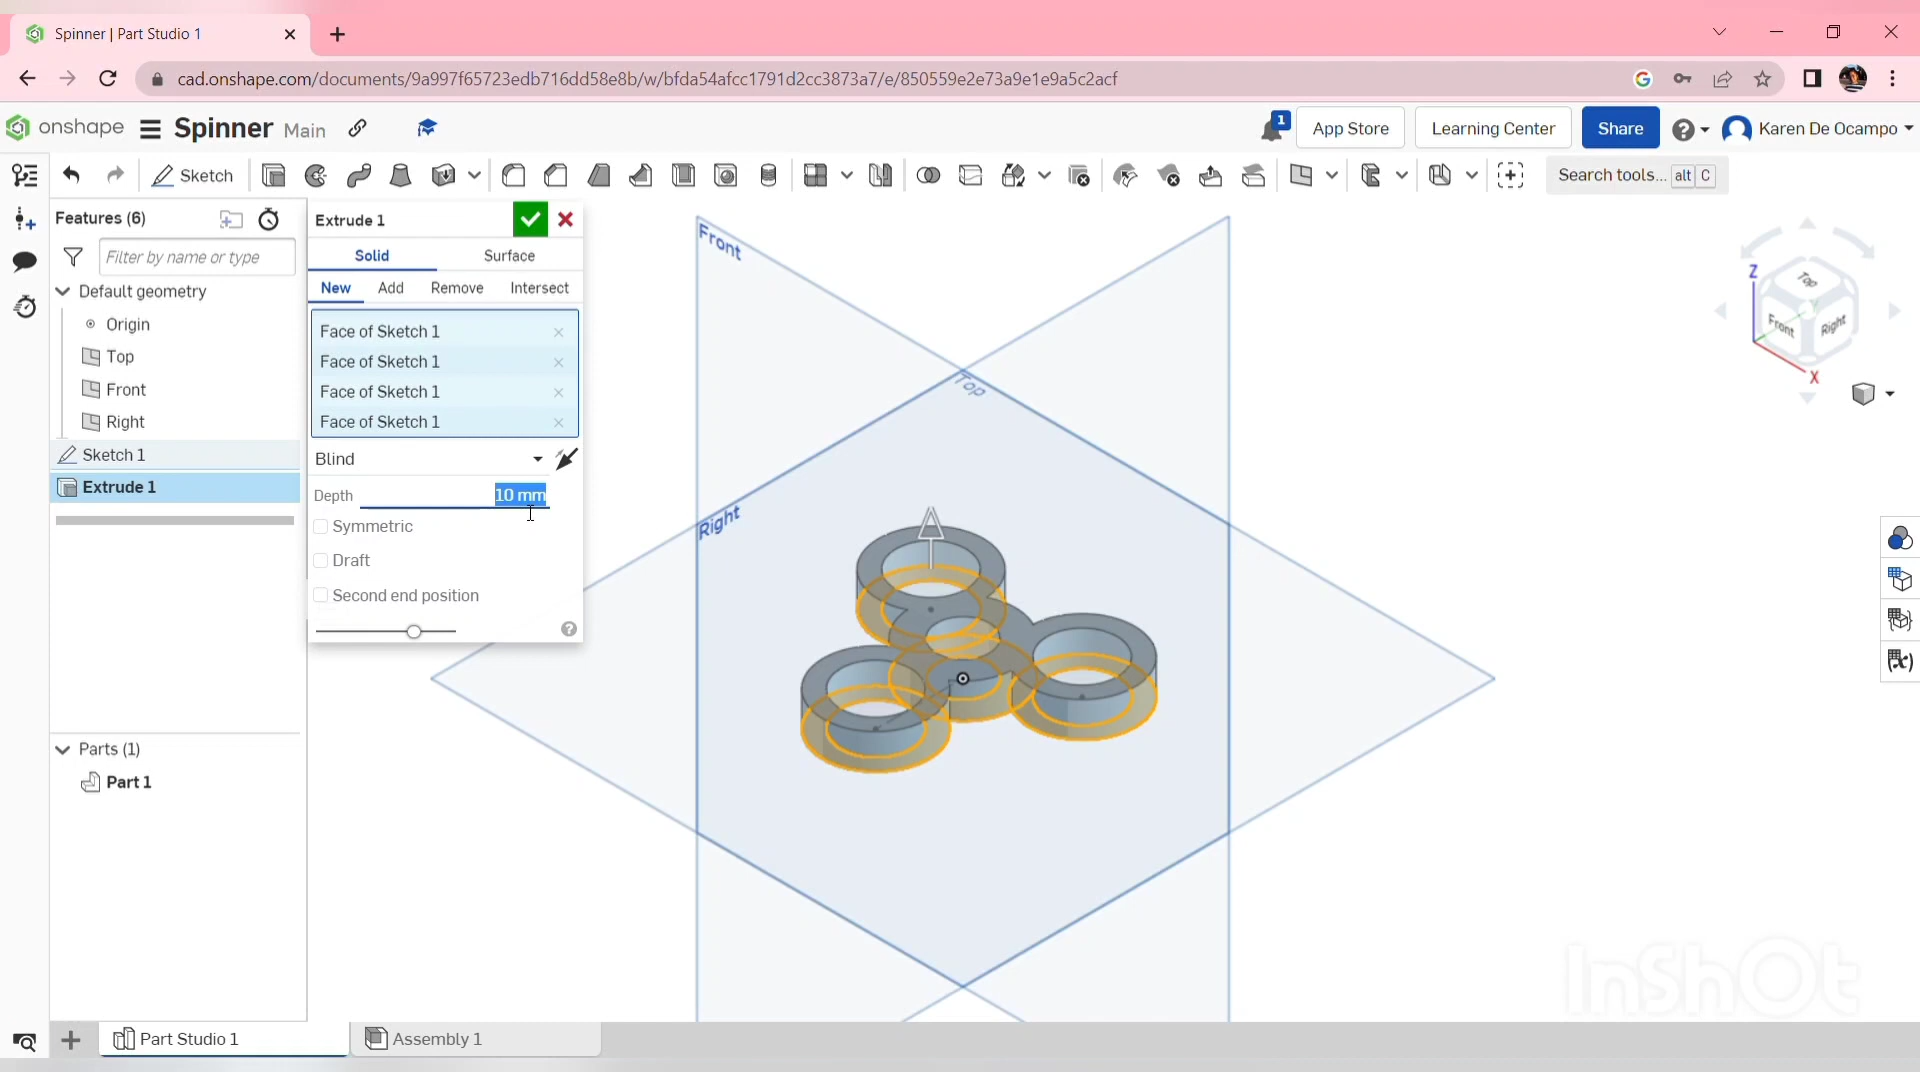 Spinner | Part Studio 1
cad.onshape.com/documents/9a997f65723edb716dd58e8b/w/bfda54afcc1791d2cc3873a7/e/850559e2e73a9e1e9a5c2acf
onshape Spinner Main 1 App Store Learning Center Share Karen De Ocampo
Sketch Search tools... alt C
Features (6)
Filter by name or type
Default geometry
Origin
Top
Front
Right
Sketch 1
Extrude 1
Parts (1)
Part 1
Extrude 1
Solid Surface
New Add Remove Intersect
Face of Sketch 1
Face of Sketch 1
Face of Sketch 1
Face of Sketch 1
Blind
Depth 10 mm
Symmetric
Draft
Second end position
Front
Top
Right
Z
Top
Front Right
X
(x)
InShOt
Part Studio 1 Assembly 1